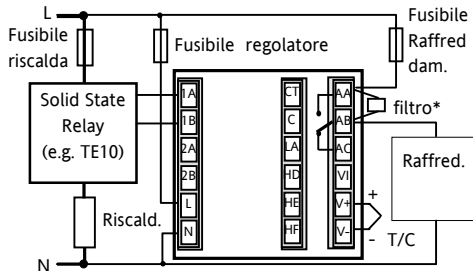 L
Fusibile
riscalda
Fusibile regolatore
Fusibile
Raffred
dam.
Solid State
Relay
(e.g. TE10)
1A
1B
2A
2B
L
N
CT
C
LA
HD
HE
HF
AA
AB
AC
VI
V+
V-
filtro*
Raffred.
+
- T/C
Riscald.
N